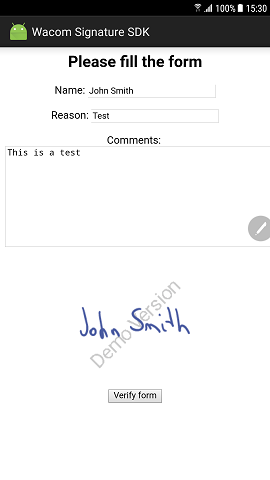 100% 15:30
Wacom Signature SDK
Please fill the form
Name: John Smith
Reason: Test
Comments:
This is a test
Demo Version
John Smith
Verify form